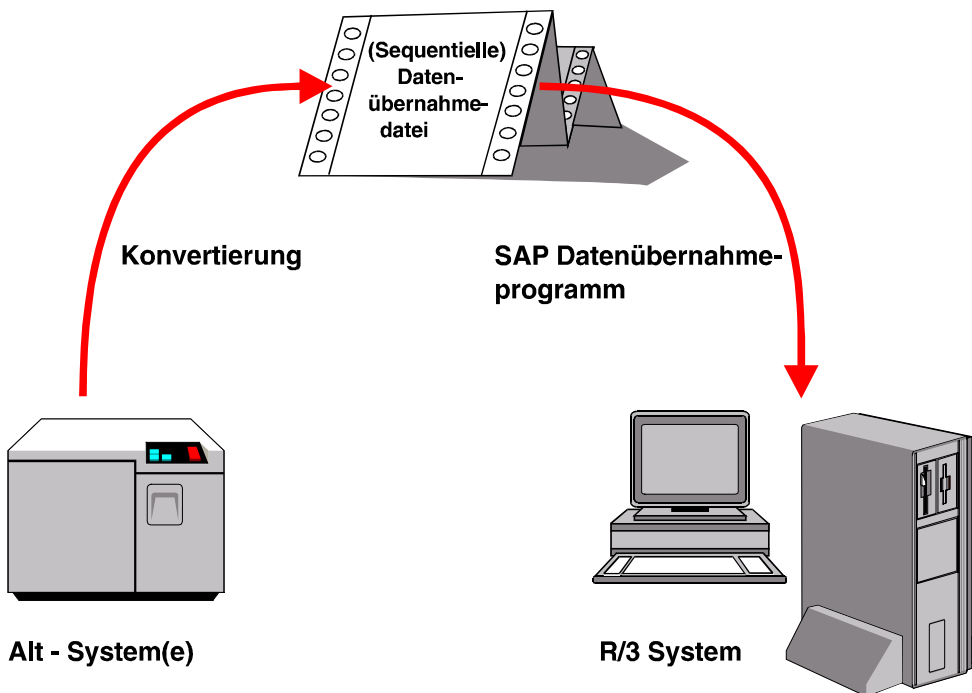 (Sequentielle)
Daten-
übernahme-
datei
Konvertierung
SAP Datenübernahme-
programm
Alt - System(e)
R/3 System